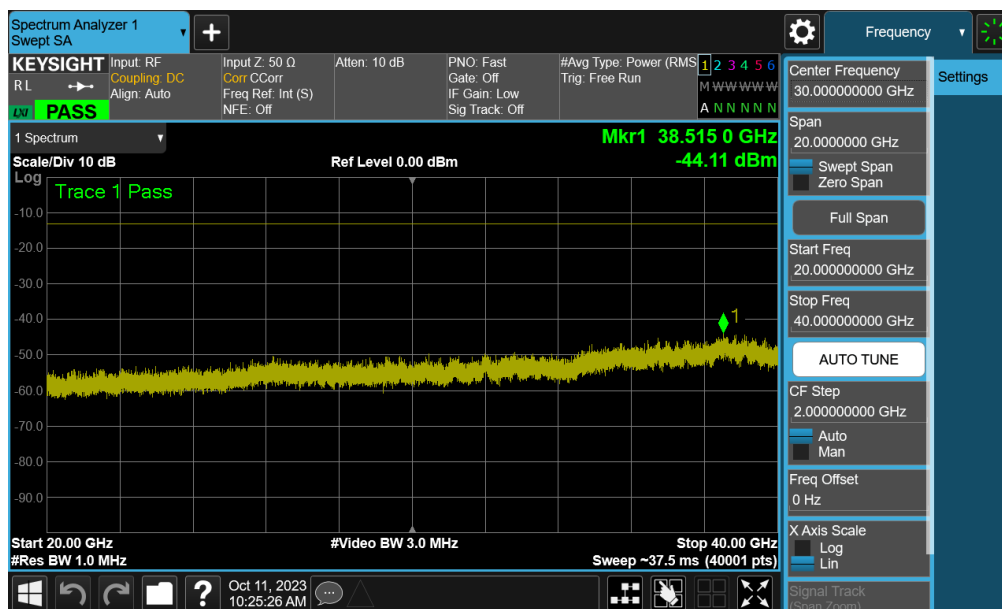 Spectrum Analyzer 1
Swept SA
+
Frequency
KEYSIGHT
RL
LXI PASS
Input: RF
Coupling: DC
Align: Auto
Input Z: 50 Ω
Corr CCorr
Freq Ref: Int (S)
NFE: Off
Atten: 10 dB
PNO: Fast
Gate: Off
IF Gain: Low
Sig Track: Off
#Avg Type: Power (RMS
Trig: Free Run
1 2 3 4 5 6
M W W W W W
A N N N N N
1 Spectrum
Mkr1 38.515 0 GHz
Scale/Div 10 dB
Ref Level 0.00 dBm
-44.11 dBm
Log
Trace 1 Pass
-10.0
-20.0
-30.0
-40.0
1
-50.0
-60.0
-70.0
-80.0
-90.0
Start 20.00 GHz
#Video BW 3.0 MHz
Stop 40.00 GHz
#Res BW 1.0 MHz
Sweep ~37.5 ms (40001 pts)
Center Frequency
30.000000000 GHz
Settings
Span
20.0000000 GHz
Swept Span
Zero Span
Full Span
Start Freq
20.000000000 GHz
Stop Freq
40.000000000 GHz
AUTO TUNE
CF Step
2.000000000 GHz
Auto
Man
Freq Offset
0 Hz
X Axis Scale
Log
Lin
Signal Track
(Span Zoom)
?
Oct 11, 2023
10:25:26 AM